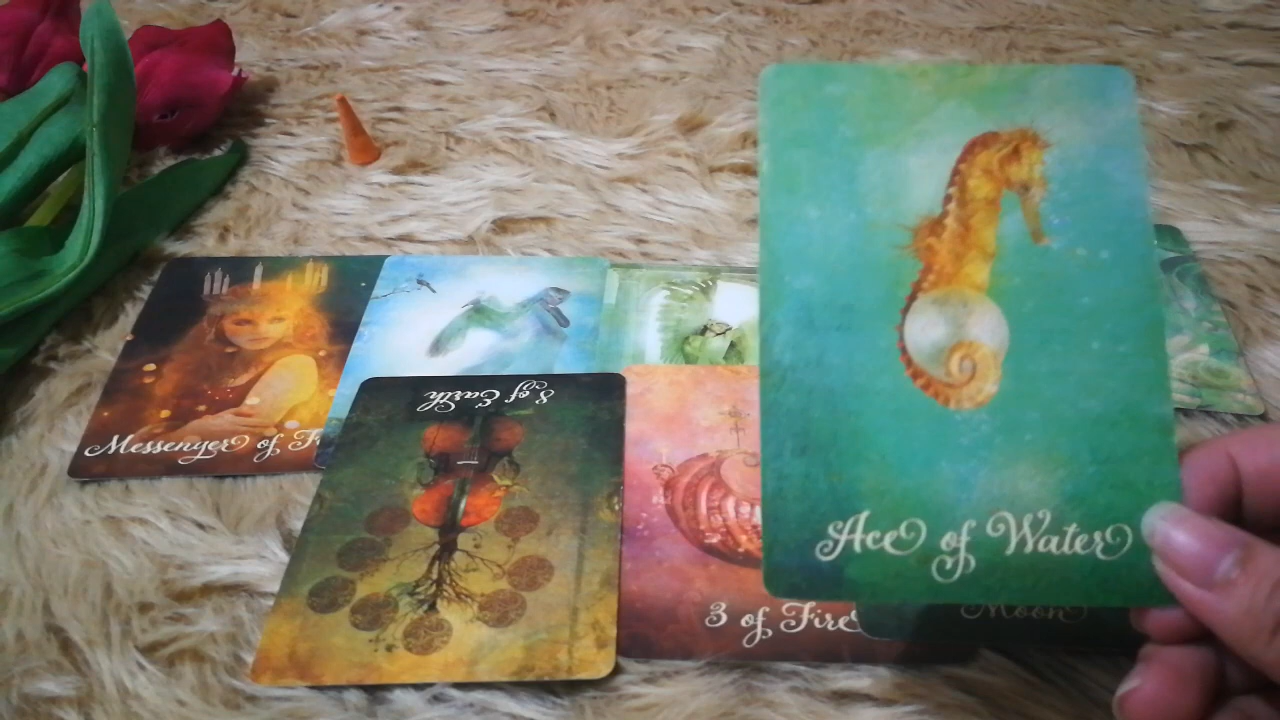 Ace of Water
Messenger of F
8 of Earth
3 of Fire
Moon